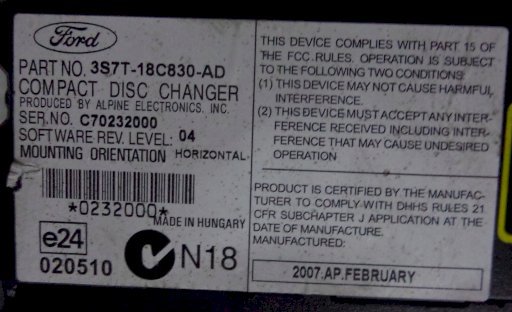 Ford
PART NO. 3S7T-18C830-AD
COMPACT DISC CHANGER
PRODUCED BY ALPINE ELECTRONICS, INC.
SER.NO. C70232000
SOFTWARE REV. LEVEL: 04
MOUNTING ORIENTATION HORIZONTAL
*0232000*
MADE IN HUNGARY
e24
020510
N18
THIS DEVICE COMPLIES WITH PART 15 OF
THE FCC.RULES. OPERATION IS SUBJECT
TO THE FOLLOWING TWO CONDITIONS:
(1) THIS DEVICE MAY NOT CAUSE HARMFUL
INTERFERENCE.
(2) THIS DEVICE MUST ACCEPT ANY INTER-
FERENCE RECEIVED INCLUDING INTER-
FERENCE THAT MAY CAUSE UNDESIRED
OPERATION
PRODUCT IS CERTIFIED BY THE MANUFAC-
TURER TO COMPLY WITH DHHS RULES 21
CFR SUBCHAPTER J APPLICATION AT THE
DATE OF MANUFACTURE.
MANUFACTURED:
2007.AP.FEBRUARY